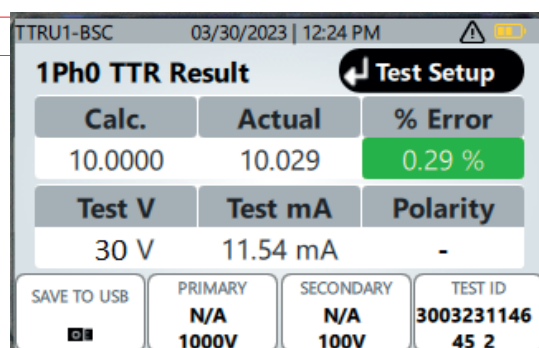 TTRU1-BSC 03/30/2023 | 12:24 PM
1Ph0 TTR Result Test Setup
Calc. Actual % Error
10.0000 10.029 0.29 %
Test V Test mA Polarity
30 V 11.54 mA -
SAVE TO USB PRIMARY SECONDARY TEST ID
N/A N/A 3003231146
1000V 100V 45 2